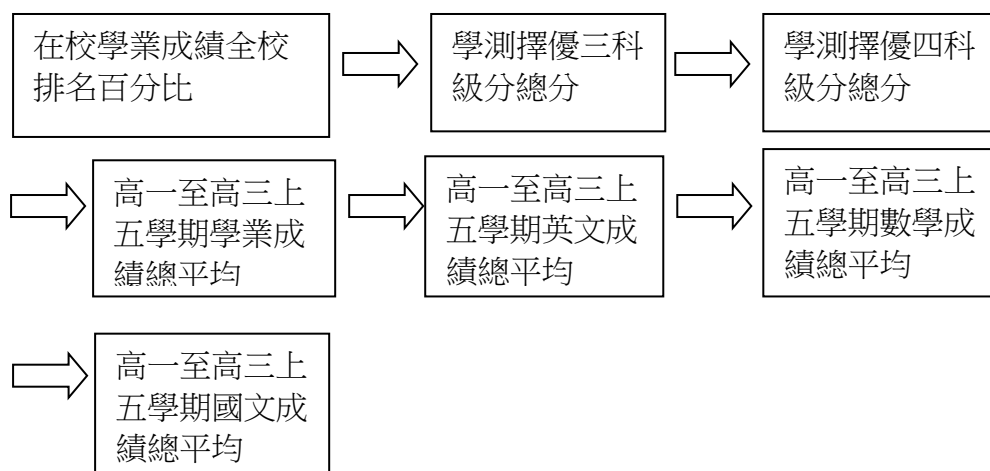 在校學業成績全校
排名百分比
學測擇優三科
級分總分
學測擇優四科
級分總分
高一至高三上
五學期學業成
績總平均
高一至高三上
五學期英文成
績總平均
高一至高三上
五學期數學成
績總平均
高一至高三上
五學期國文成
績總平均